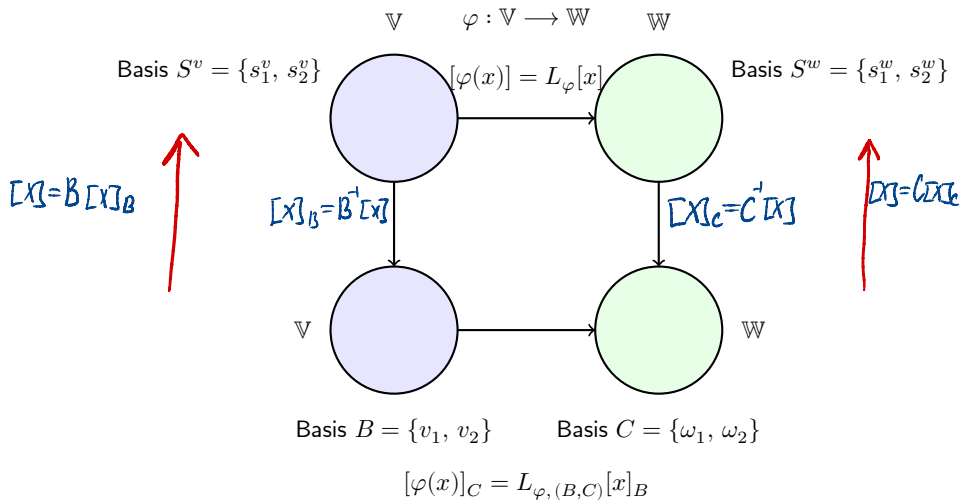 𝕍 φ : 𝕍 ⟶ 𝕎 𝕎
Basis S^v = {s_1^v, s_2^v} [φ(x)] = L_φ[x] Basis S^w = {s_1^w, s_2^w}
[x]=B[x]_B [x]_B=B^{-1}[x] [x]_C=C^{-1}[x] [x]=C[x]_C
𝕍 𝕎
Basis B = {v_1, v_2} Basis C = {ω_1, ω_2}
[φ(x)]_C = L_{φ,(B,C)}[x]_B